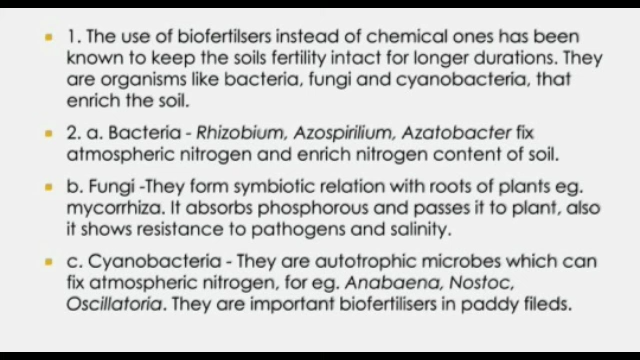 1. The use of biofertilsers instead of chemical ones has been
known to keep the soils fertility intact for longer durations. They
are organisms like bacteria, fungi and cyanobacteria, that
enrich the soil.
2. a. Bacteria - Rhizobium, Azospirilium, Azatobacter fix
atmospheric nitrogen and enrich nitrogen content of soil.
b. Fungi -They form symbiotic relation with roots of plants eg.
mycorrhiza. It absorbs phosphorous and passes it to plant, also
it shows resistance to pathogens and salinity.
c. Cyanobacteria - They are autotrophic microbes which can
fix atmospheric nitrogen, for eg. Anabaena, Nostoc,
Oscillatoria. They are important biofertilisers in paddy fileds.